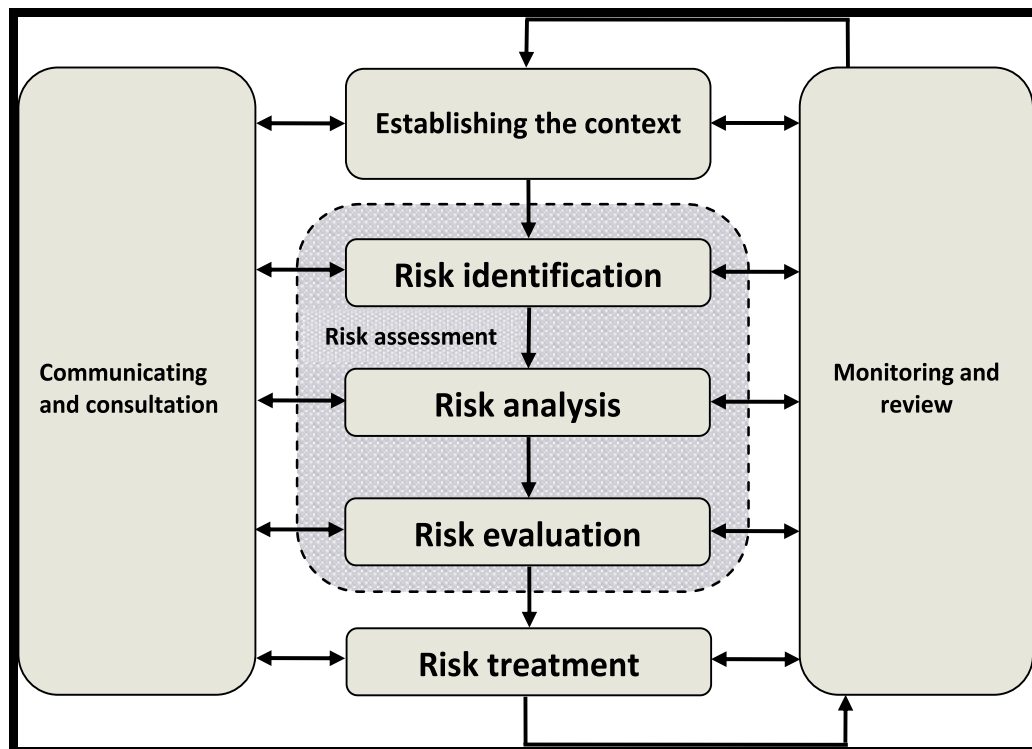 Establishing the context
Risk identification
Risk assessment
Communicating
and consultation
Monitoring and
review
Risk analysis
Risk evaluation
Risk treatment